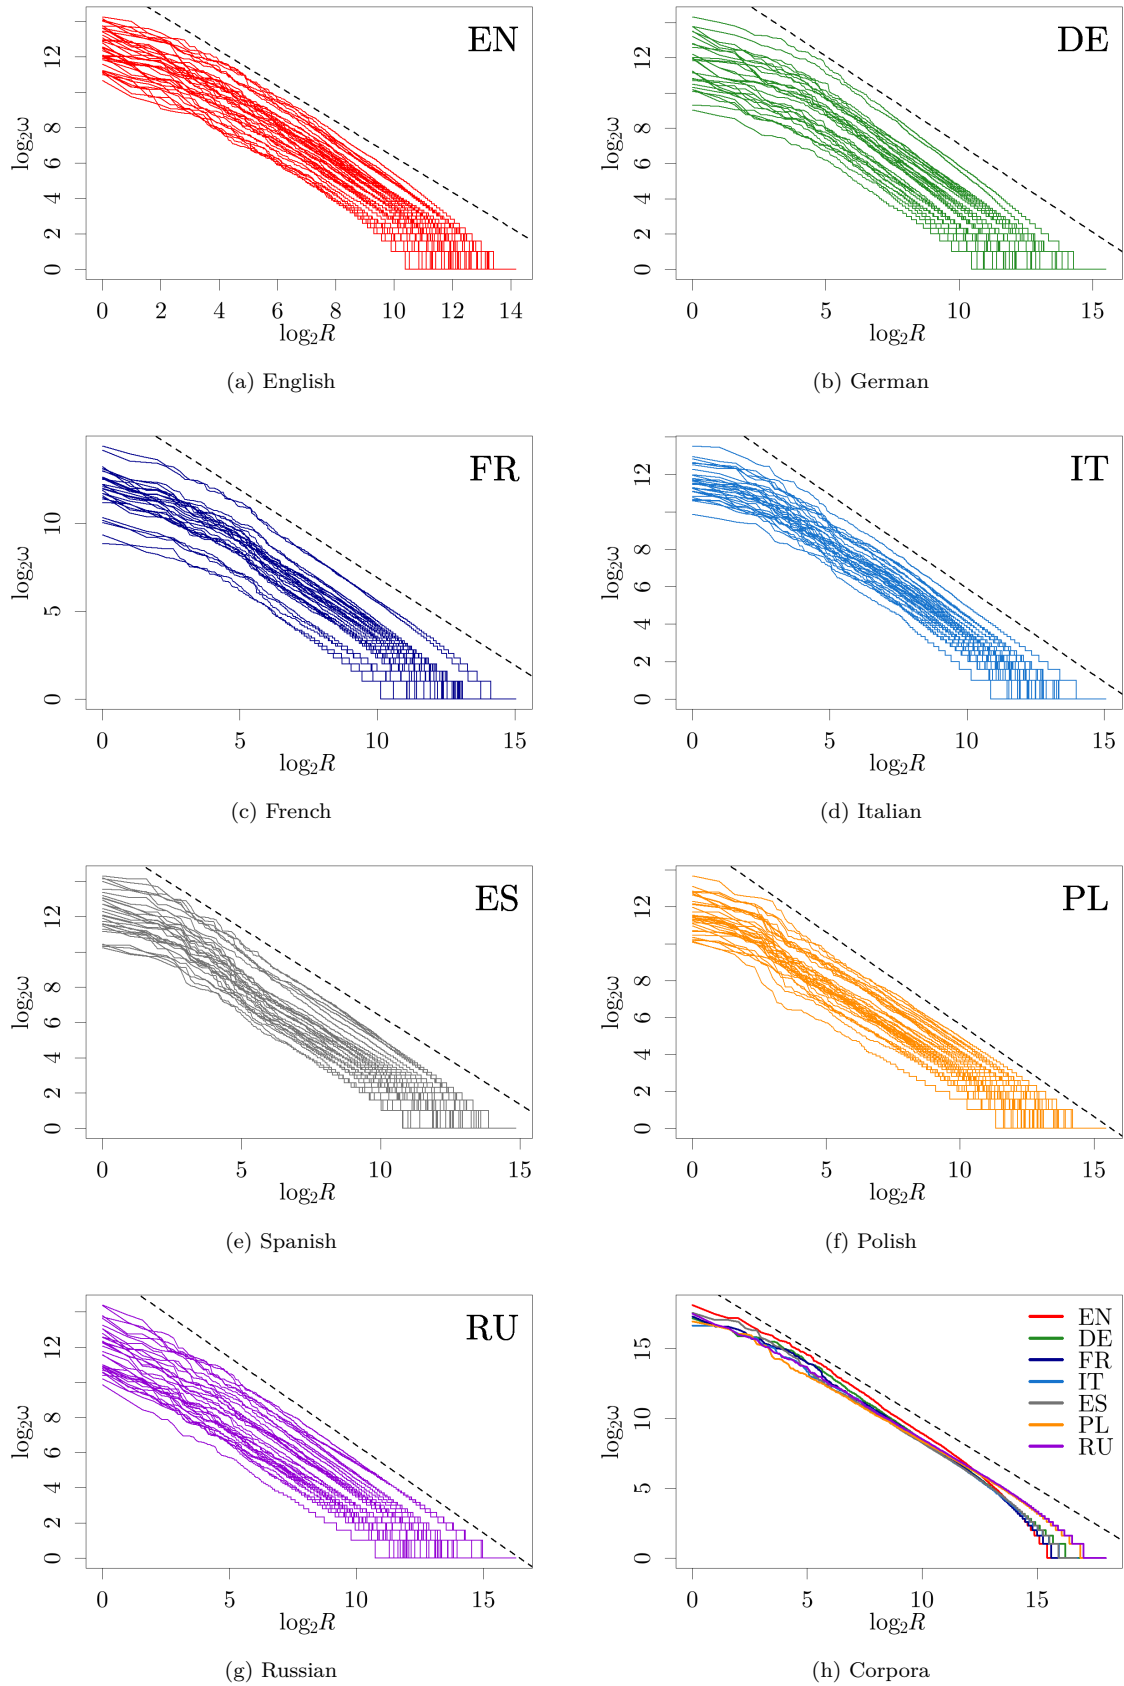 EN
log₂ω
0 2 4 6 8 12
0 2 4 6 8 10 12 14
log₂R
(a) English
DE
log₂ω
0 2 4 6 8 12
0 5 10 15
log₂R
(b) German
FR
log₂ω
0 5 10
0 5 10 15
log₂R
(c) French
IT
log₂ω
0 2 4 6 8 12
0 5 10 15
log₂R
(d) Italian
ES
log₂ω
0 2 4 6 8 12
0 5 10 15
log₂R
(e) Spanish
PL
log₂ω
0 2 4 6 8 12
0 5 10 15
log₂R
(f) Polish
RU
log₂ω
0 2 4 6 8 12
0 5 10 15
log₂R
(g) Russian
EN
DE
FR
IT
ES
PL
RU
log₂ω
0 5 10 15
0 5 10 15
log₂R
(h) Corpora